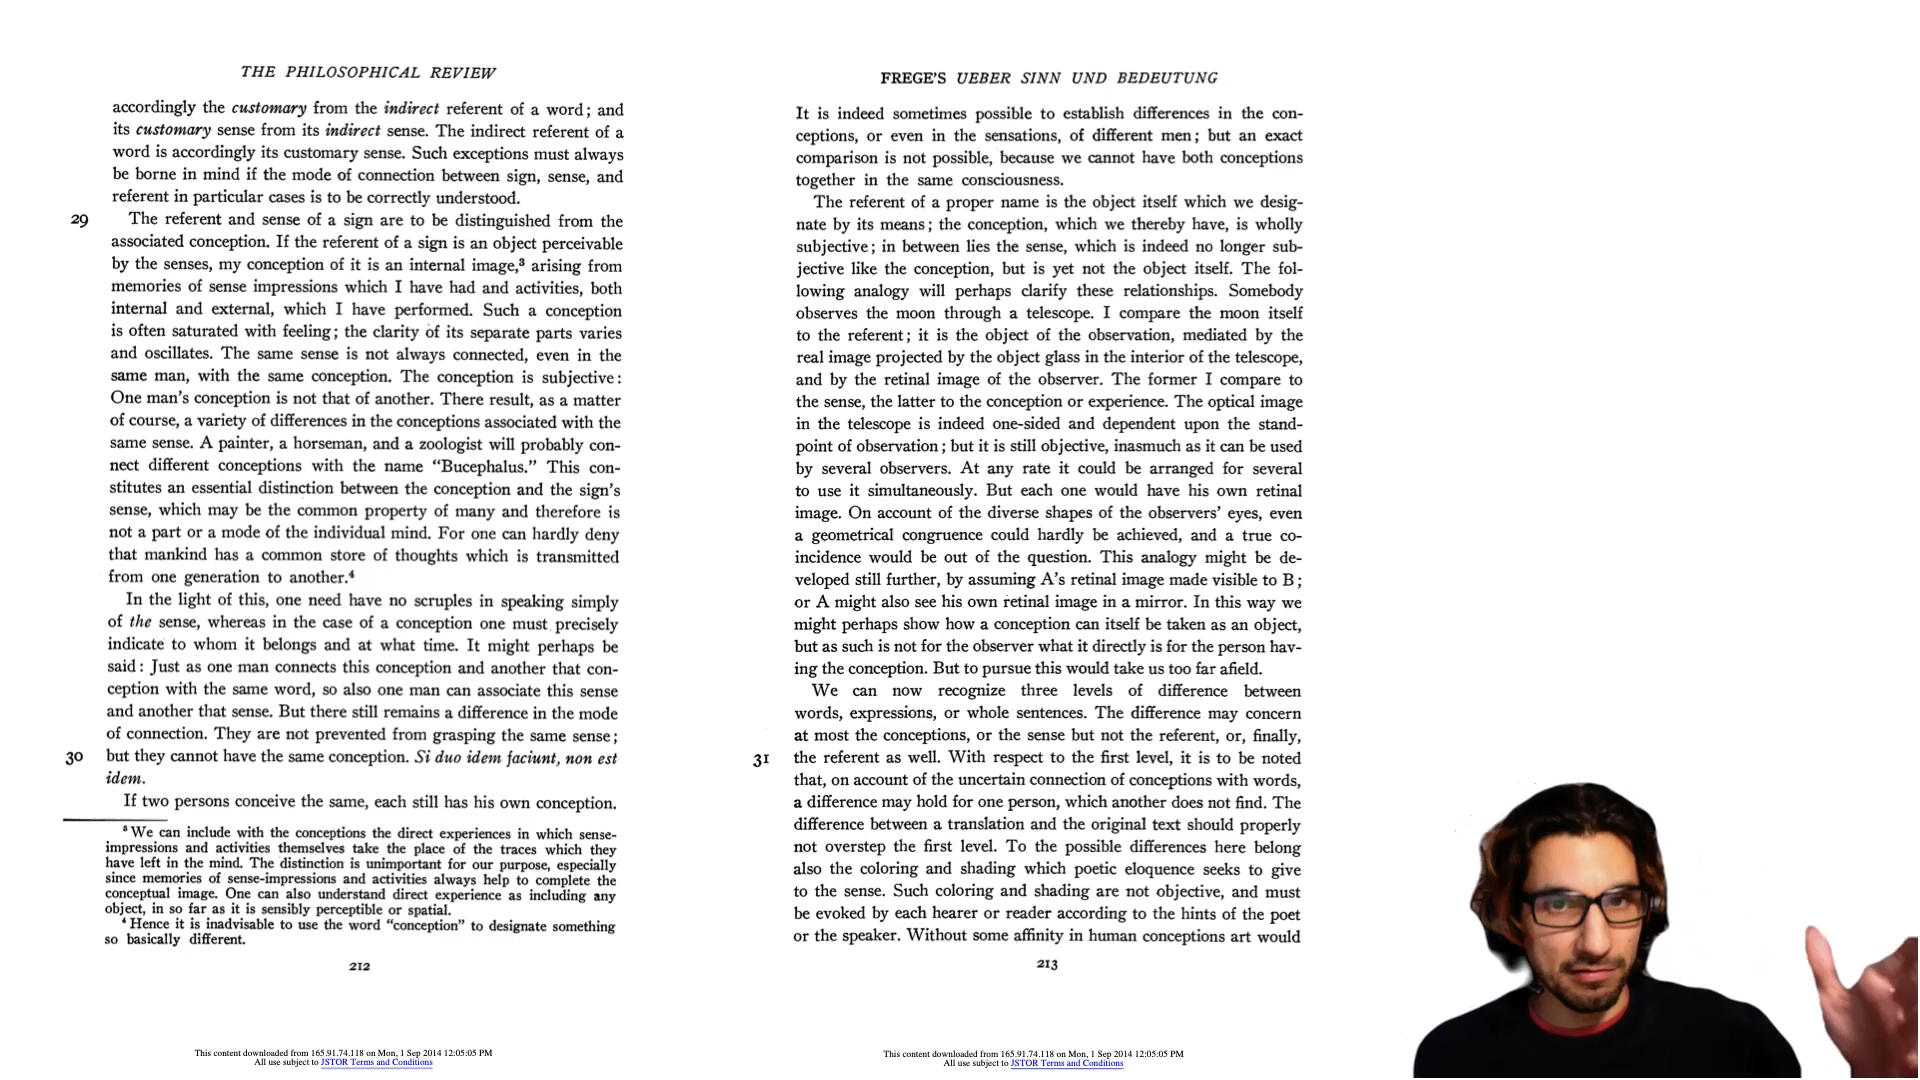 THE PHILOSOPHICAL REVIEW
accordingly the customary from the indirect referent of a word; and
its customary sense from its indirect sense. The indirect referent of a
word is accordingly its customary sense. Such exceptions must always
be borne in mind if the mode of connection between sign, sense, and
referent in particular cases is to be correctly understood.
29 The referent and sense of a sign are to be distinguished from the
associated conception. If the referent of a sign is an object perceivable
by the senses, my conception of it is an internal image,³ arising from
memories of sense impressions which I have had and activities, both
internal and external, which I have performed. Such a conception
is often saturated with feeling; the clarity of its separate parts varies
and oscillates. The same sense is not always connected, even in the
same man, with the same conception. The conception is subjective:
One man's conception is not that of another. There result, as a matter
of course, a variety of differences in the conceptions associated with the
same sense. A painter, a horseman, and a zoologist will probably con-
nect different conceptions with the name “Bucephalus.” This con-
stitutes an essential distinction between the conception and the sign's
sense, which may be the common property of many and therefore is
not a part or a mode of the individual mind. For one can hardly deny
that mankind has a common store of thoughts which is transmitted
from one generation to another.⁴
In the light of this, one need have no scruples in speaking simply
of the sense, whereas in the case of a conception one must precisely
indicate to whom it belongs and at what time. It might perhaps be
said: Just as one man connects this conception and another that con-
ception with the same word, so also one man can associate this sense
and another that sense. But there still remains a difference in the mode
of connection. They are not prevented from grasping the same sense;
30 but they cannot have the same conception. Si duo idem faciunt, non est
idem.
If two persons conceive the same, each still has his own conception.
³ We can include with the conceptions the direct experiences in which sense-
impressions and activities themselves take the place of the traces which they
have left in the mind. The distinction is unimportant for our purpose, especially
since memories of sense-impressions and activities always help to complete the
conceptual image. One can also understand direct experience as including any
object, in so far as it is sensibly perceptible or spatial.
⁴ Hence it is inadvisable to use the word “conception” to designate something
so basically different.
212
This content downloaded from 165.91.74.118 on Mon, 1 Sep 2014 12:05:05 PM
All use subject to JSTOR Terms and Conditions
FREGE'S UEBER SINN UND BEDEUTUNG
It is indeed sometimes possible to establish differences in the con-
ceptions, or even in the sensations, of different men; but an exact
comparison is not possible, because we cannot have both conceptions
together in the same consciousness.
The referent of a proper name is the object itself which we desig-
nate by its means; the conception, which we thereby have, is wholly
subjective; in between lies the sense, which is indeed no longer sub-
jective like the conception, but is yet not the object itself. The fol-
lowing analogy will perhaps clarify these relationships. Somebody
observes the moon through a telescope. I compare the moon itself
to the referent; it is the object of the observation, mediated by the
real image projected by the object glass in the interior of the telescope,
and by the retinal image of the observer. The former I compare to
the sense, the latter to the conception or experience. The optical image
in the telescope is indeed one-sided and dependent upon the stand-
point of observation; but it is still objective, inasmuch as it can be used
by several observers. At any rate it could be arranged for several
to use it simultaneously. But each one would have his own retinal
image. On account of the diverse shapes of the observers' eyes, even
a geometrical congruence could hardly be achieved, and a true co-
incidence would be out of the question. This analogy might be de-
veloped still further, by assuming A's retinal image made visible to B;
or A might also see his own retinal image in a mirror. In this way we
might perhaps show how a conception can itself be taken as an object,
but as such is not for the observer what it directly is for the person hav-
ing the conception. But to pursue this would take us too far afield.
We can now recognize three levels of difference between
words, expressions, or whole sentences. The difference may concern
at most the conceptions, or the sense but not the referent, or, finally,
31 the referent as well. With respect to the first level, it is to be noted
that, on account of the uncertain connection of conceptions with words,
a difference may hold for one person, which another does not find. The
difference between a translation and the original text should properly
not overstep the first level. To the possible differences here belong
also the coloring and shading which poetic eloquence seeks to give
to the sense. Such coloring and shading are not objective, and must
be evoked by each hearer or reader according to the hints of the poet
or the speaker. Without some affinity in human conceptions art would
213
This content downloaded from 165.91.74.118 on Mon, 1 Sep 2014 12:05:05 PM
All use subject to JSTOR Terms and Conditions